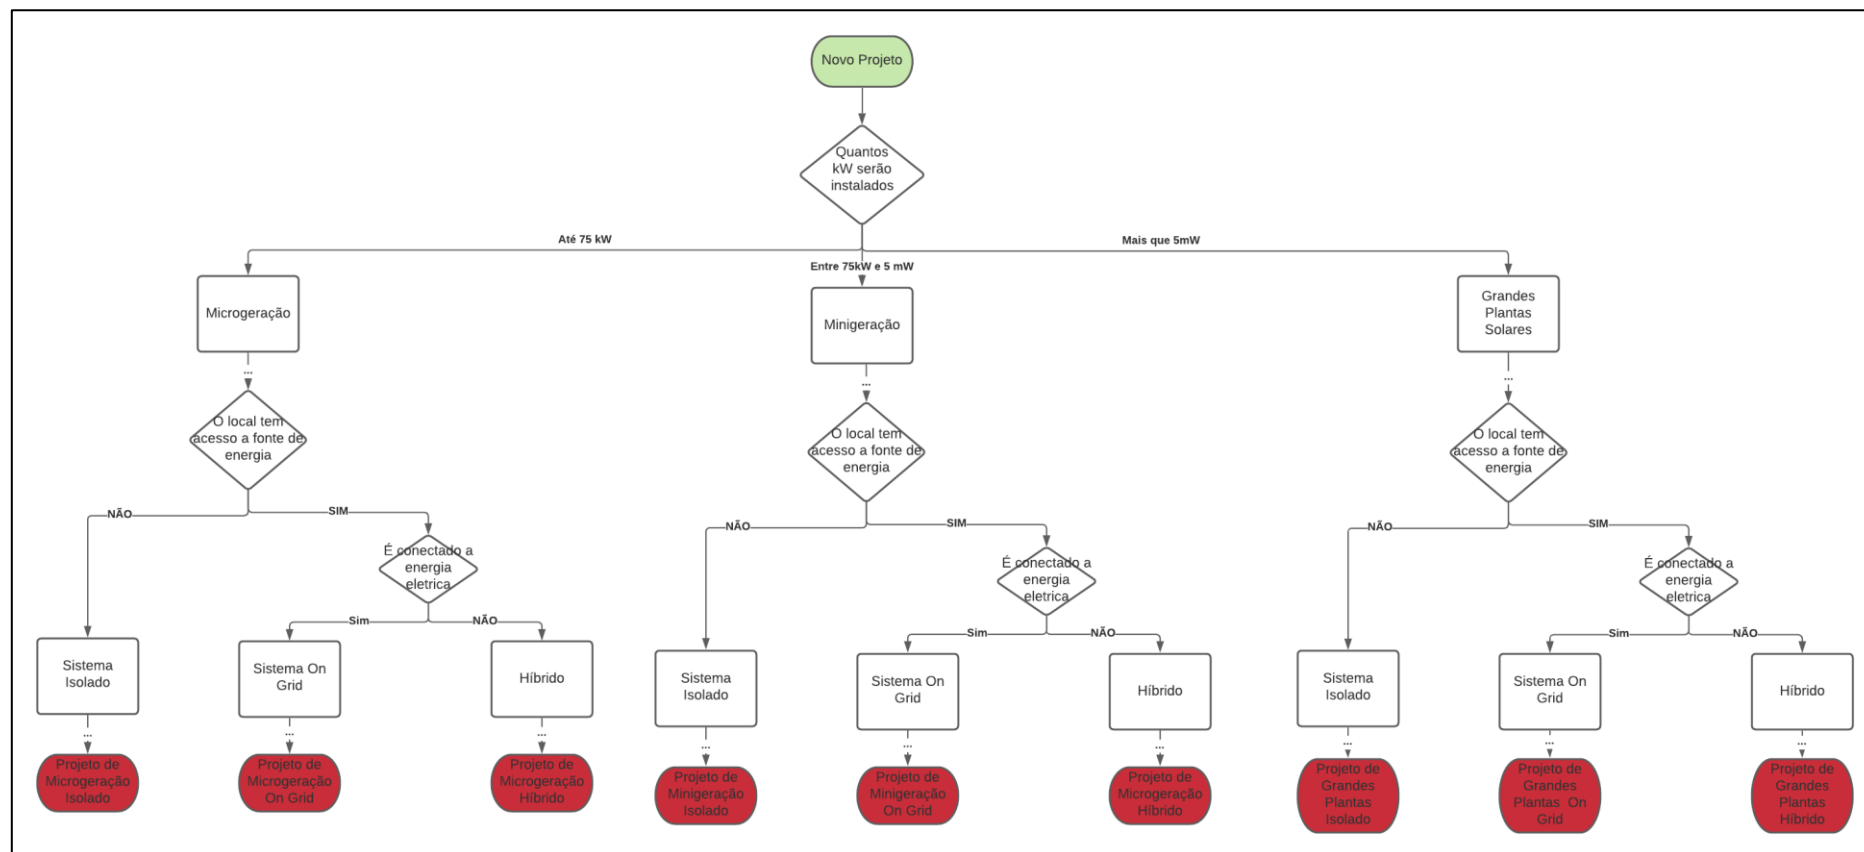 Novo Projeto
Quantos
kW serão
instalados
Até 75 kW
Mais que 5mW
Entre 75kW e 5 mW
Microgeração
Minigeração
Grandes
Plantas
Solares
...
...
...
O local tem
acesso a fonte de
energia
O local tem
acesso a fonte de
energia
O local tem
acesso a fonte de
energia
NÃO
SIM
NÃO
SIM
NÃO
SIM
É conectado a
energia
eletrica
É conectado a
energia
eletrica
É conectado a
energia
eletrica
Sim
NÃO
Sim
NÃO
Sim
NÃO
Sistema
Isolado
Sistema On
Grid
Híbrido
Sistema
Isolado
Sistema On
Grid
Híbrido
Sistema
Isolado
Sistema On
Grid
Híbrido
...
...
...
...
...
...
...
...
...
Projeto de
Microgeração
Isolado
Projeto de
Microgeração
On Grid
Projeto de
Microgeração
Híbrido
Projeto de
Minigeração
Isolado
Projeto de
Minigeração
On Grid
Projeto de
Microgeração
Híbrido
Projeto de
Grandes
Plantas
Isolado
Projeto de
Grandes
Plantas On
Grid
Projeto de
Grandes
Plantas
Híbrido